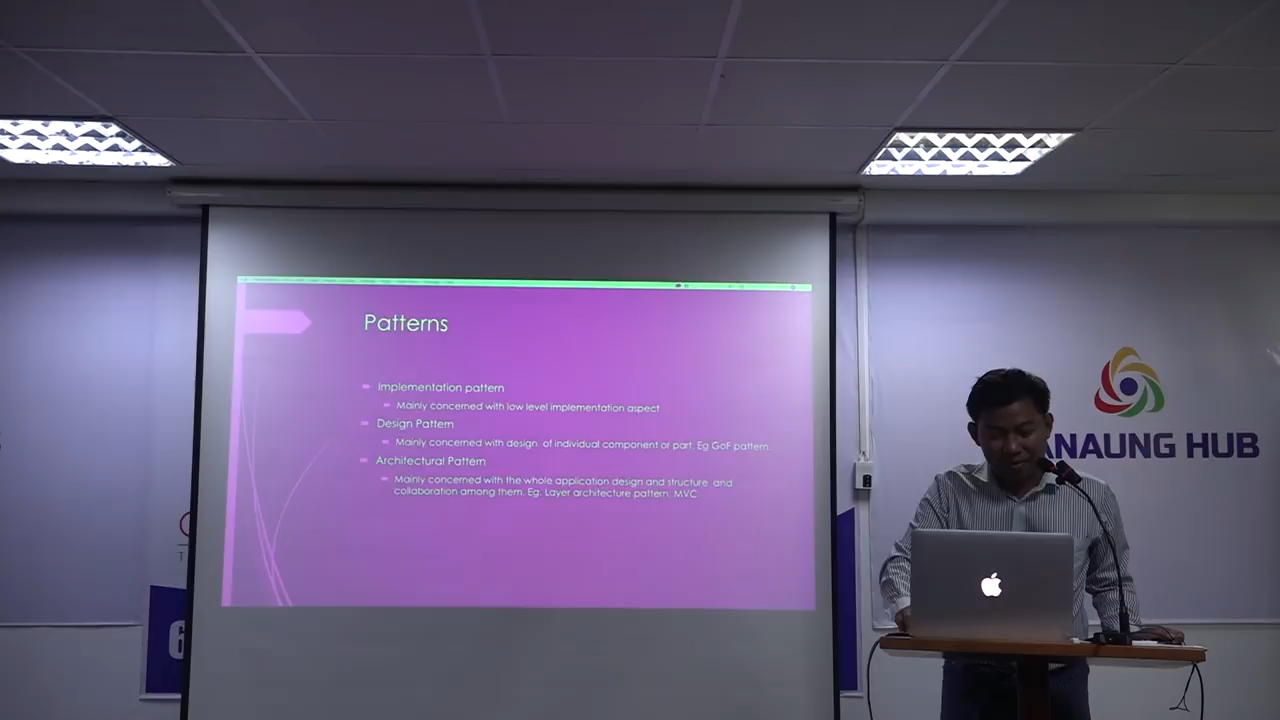 Patterns
Implementation pattern
Mainly concerned with low level implementation aspect
Design Pattern
Mainly concerned with design of individual component or part. Eg GoF pattern.
Architectural Pattern
Mainly concerned with the whole application design and structure and
collaboration among them. Eg. Layer architecture pattern, MVC
ANAUNG HUB
6
T